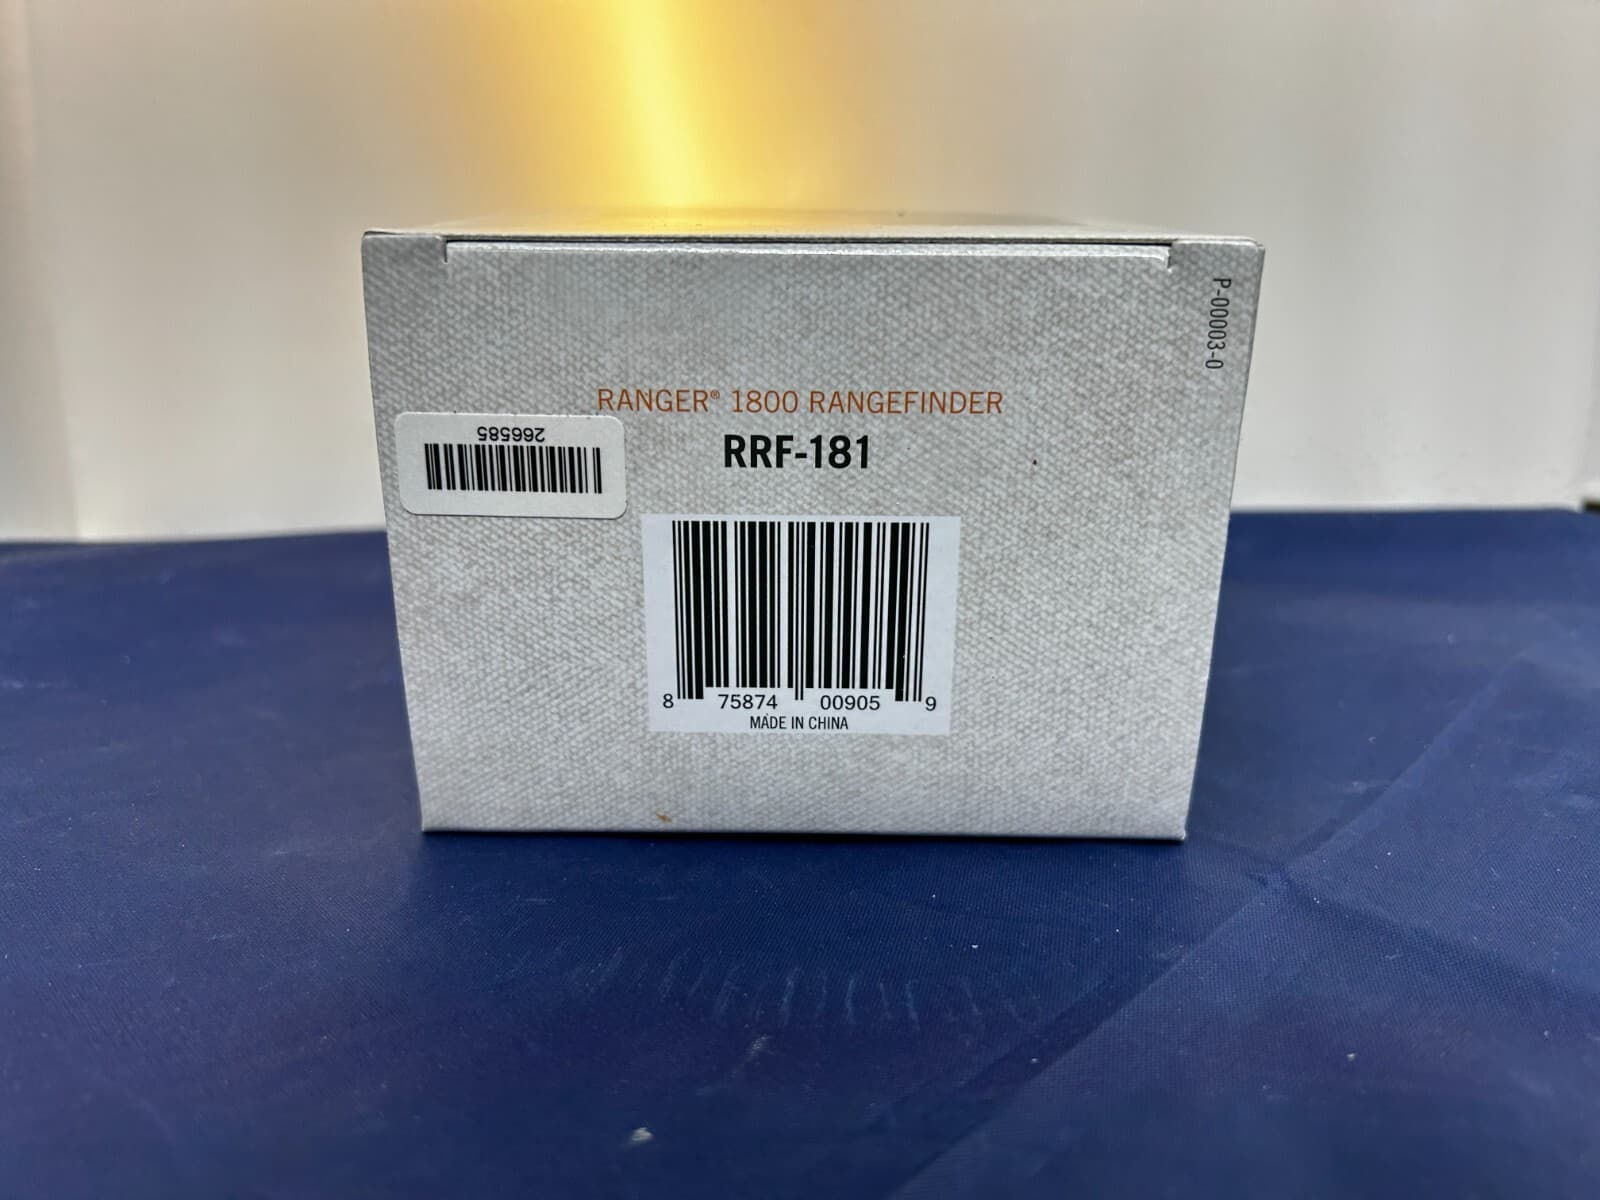 P-00003-0
RANGER® 1800 RANGEFINDER
266585
RRF-181
8 75874 00905 9
MADE IN CHINA